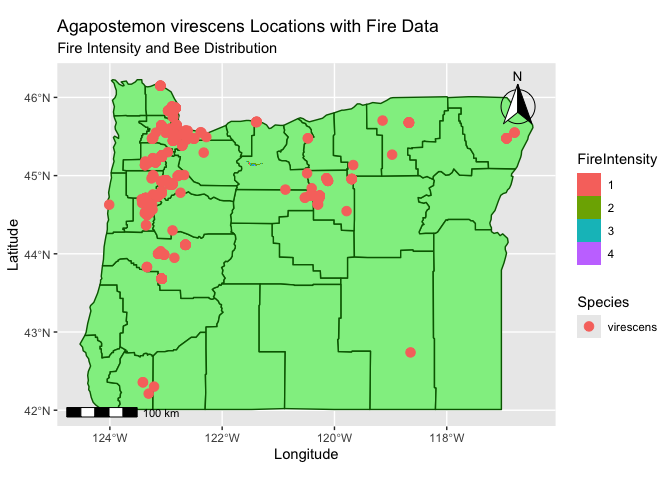 Agapostemon virescens Locations with Fire Data
Fire Intensity and Bee Distribution
N
46°N
45°N
44°N
43°N
42°N
Latitude
100 km
124°W
122°W
120°W
118°W
Longitude
FireIntensity
1
2
3
4
Species
virescens